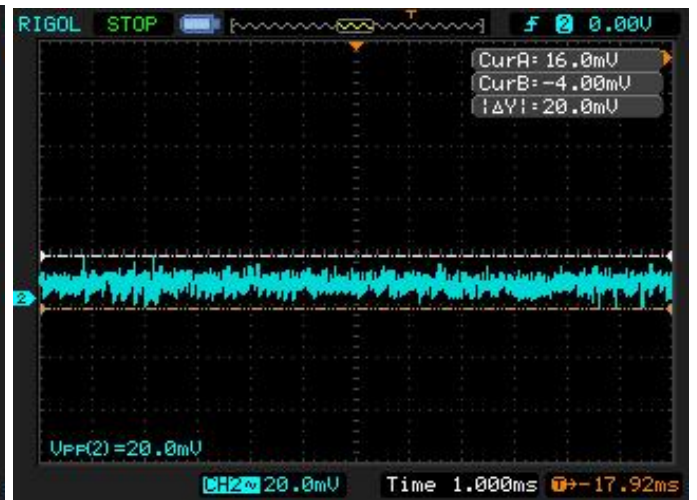 RIGOL STOP T f 2 0.00V
CurA= 16.0mV
CurB=-4.00mV
|ΔY|= 20.0mV
2
Vpp(2)=20.0mV
CH2~ 20.0mV Time 1.000ms T→-17.92ms